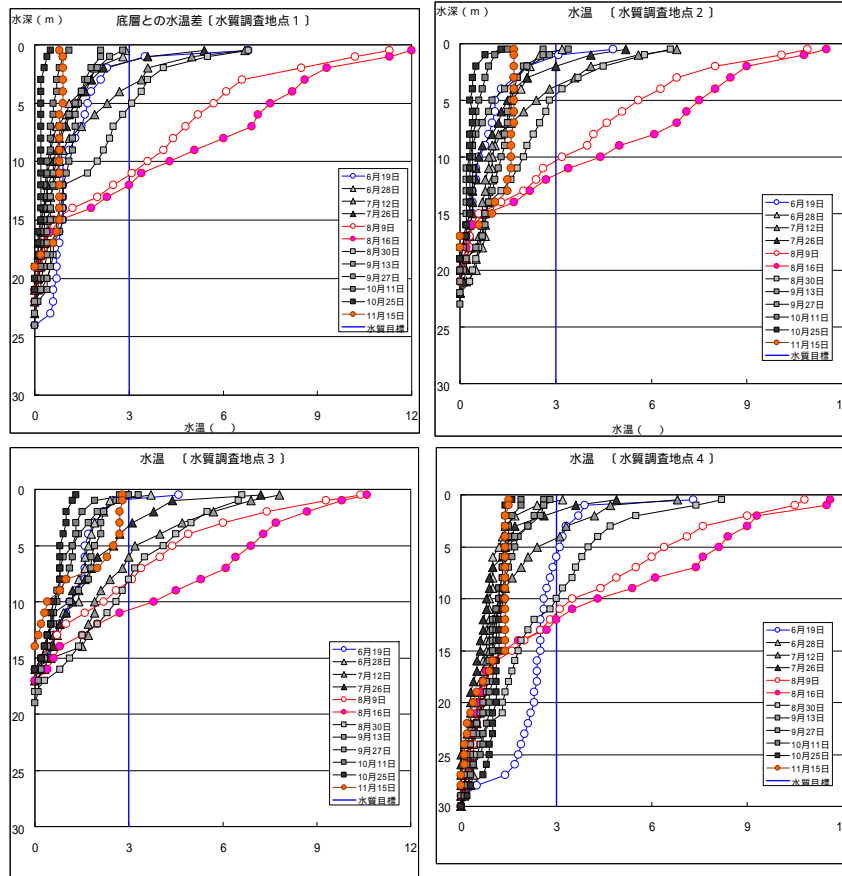 底層との水温差〔水質調査地点1〕
水深(m)
0
5
10
15
20
25
30
0 3 6 9 12
水温( )
6月19日
6月28日
7月12日
7月26日
8月9日
8月16日
8月30日
9月13日
9月27日
10月11日
10月25日
11月15日
水質目標
水温 〔水質調査地点2〕
水深(m)
0
5
10
15
20
25
30
0 3 6 9 1
6月19日
6月28日
7月12日
7月26日
8月9日
8月16日
8月30日
9月13日
9月27日
10月11日
10月25日
11月15日
水質目標
水温 〔水質調査地点3〕
0
5
10
15
20
25
30
0 3 6 9 12
6月19日
6月28日
7月12日
7月26日
8月9日
8月16日
8月30日
9月13日
9月27日
10月11日
10月25日
11月15日
水質目標
水温 〔水質調査地点4〕
0
5
10
15
20
25
30
0 3 6 9 1
6月19日
6月28日
7月12日
7月26日
8月9日
8月16日
8月30日
9月13日
9月27日
10月11日
10月25日
11月15日
水質目標